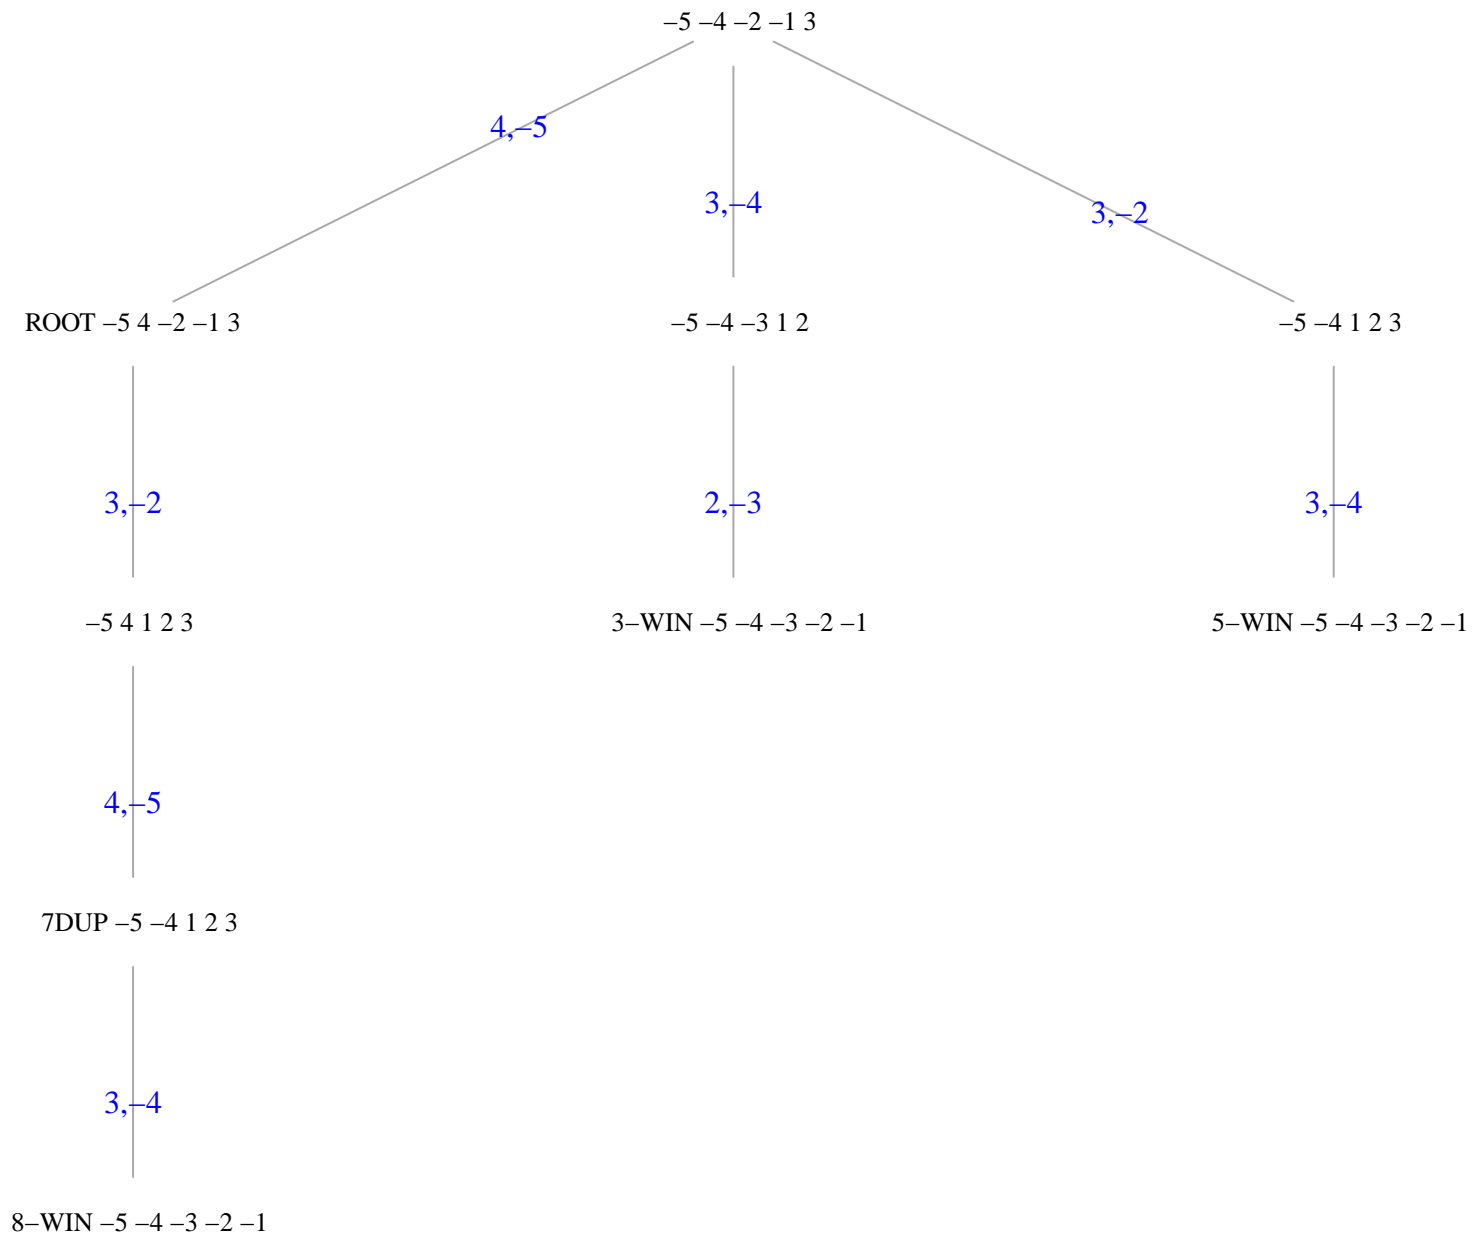 –5 –4 –2 –1 3
4,–5
3,–4
3,–2
ROOT –5 4 –2 –1 3
–5 –4 –3 1 2
–5 –4 1 2 3
3,–2
2,–3
3,–4
–5 4 1 2 3
3–WIN –5 –4 –3 –2 –1
5–WIN –5 –4 –3 –2 –1
4,–5
7DUP –5 –4 1 2 3
3,–4
8–WIN –5 –4 –3 –2 –1